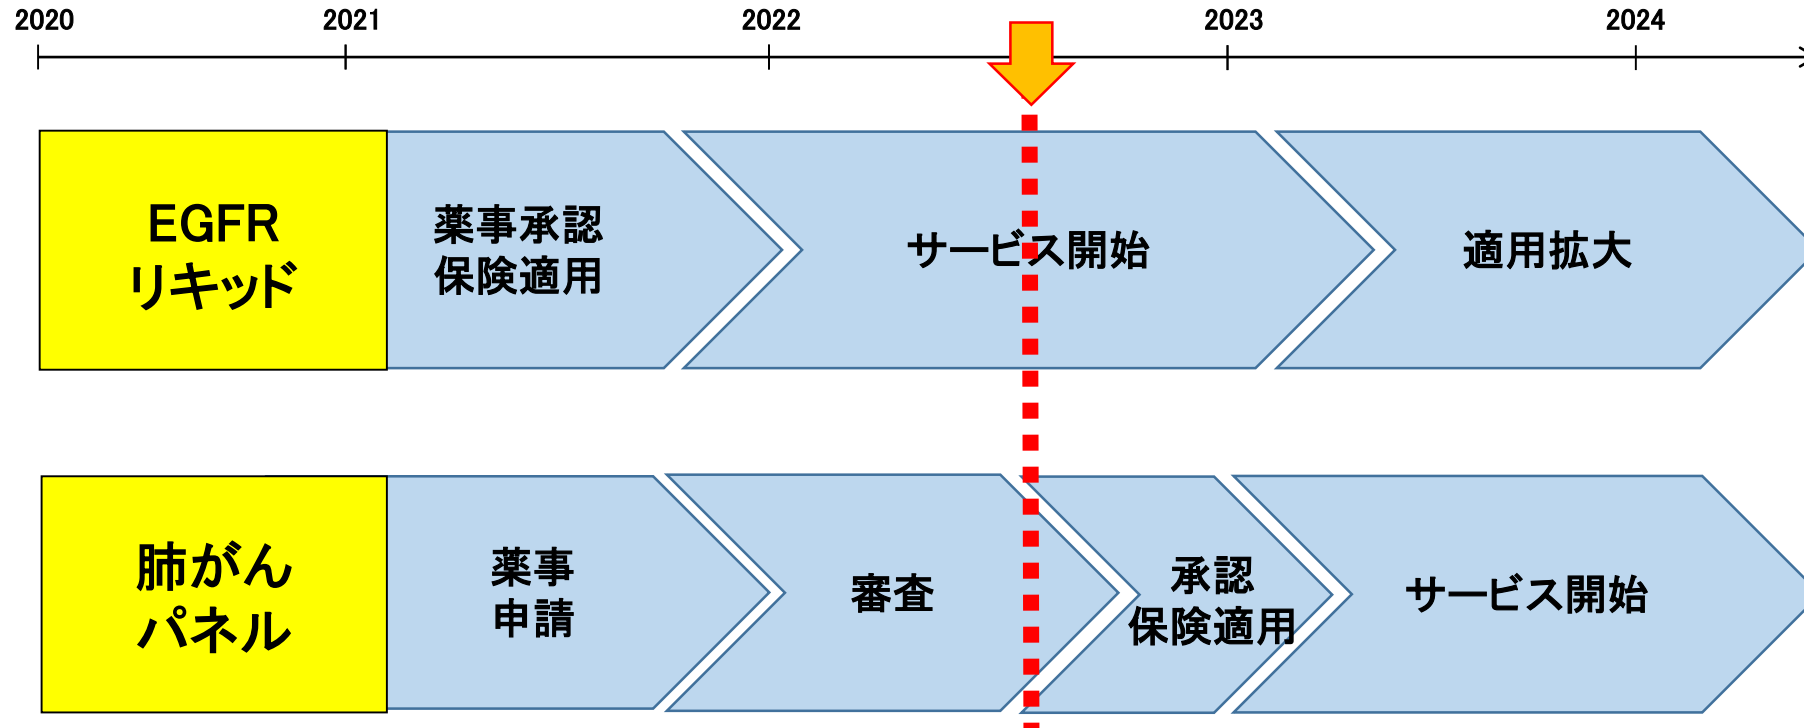 2020 2021 2022 2023 2024
EGFR
リキッド
薬事承認
保険適用
サービス開始
適用拡大
肺がん
パネル
薬事
申請
審査
承認
保険適用
サービス開始